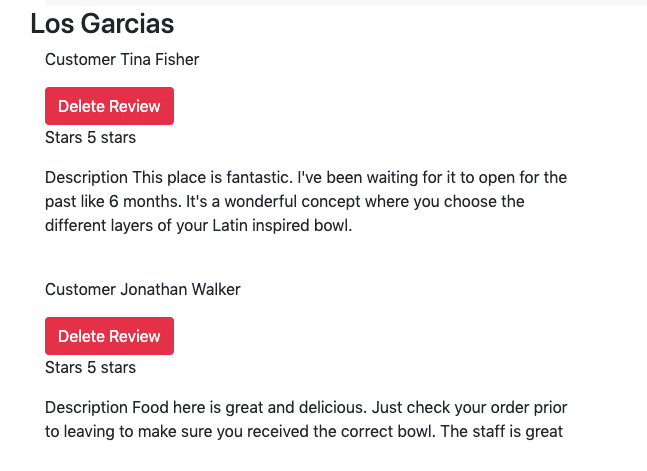 Los Garcias
Customer Tina Fisher
Delete Review
Stars 5 stars
Description This place is fantastic. I've been waiting for it to open for the
past like 6 months. It's a wonderful concept where you choose the
different layers of your Latin inspired bowl.
Customer Jonathan Walker
Delete Review
Stars 5 stars
Description Food here is great and delicious. Just check your order prior
to leaving to make sure you received the correct bowl. The staff is great